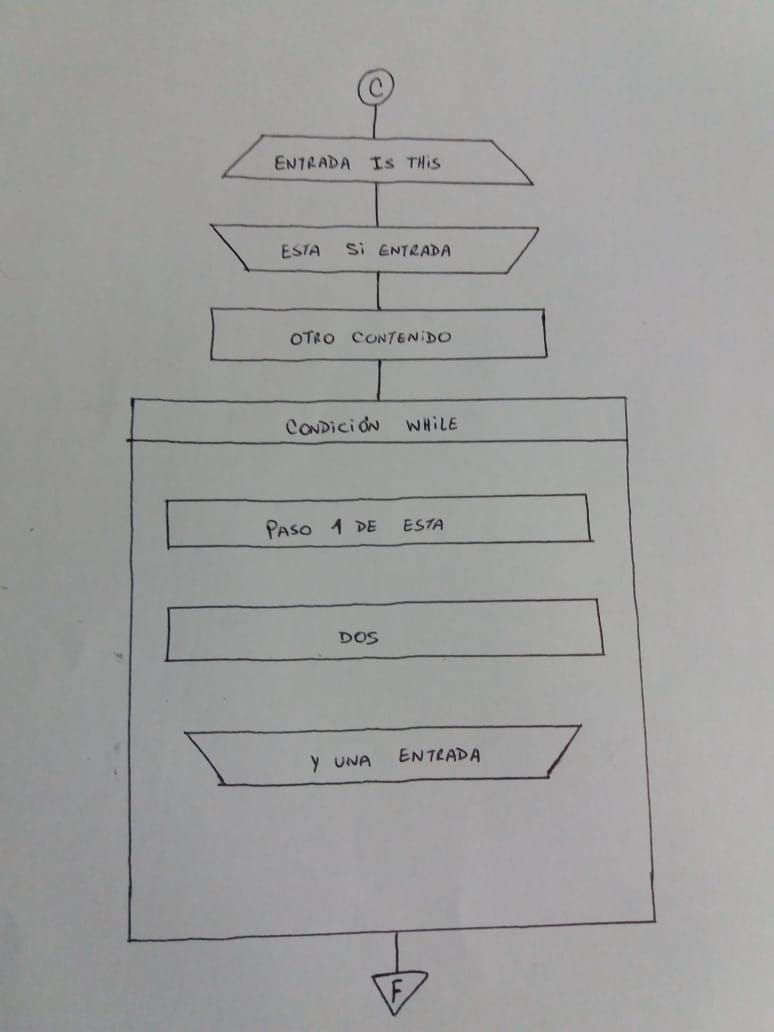 C
ENTRADA IS THIS
ESTA Si ENTRADA
OTRO CONTENiDO
CONDiCiÓN WHiLE
PASO 1 DE ESTA
DOS
Y UNA ENTRADA
F